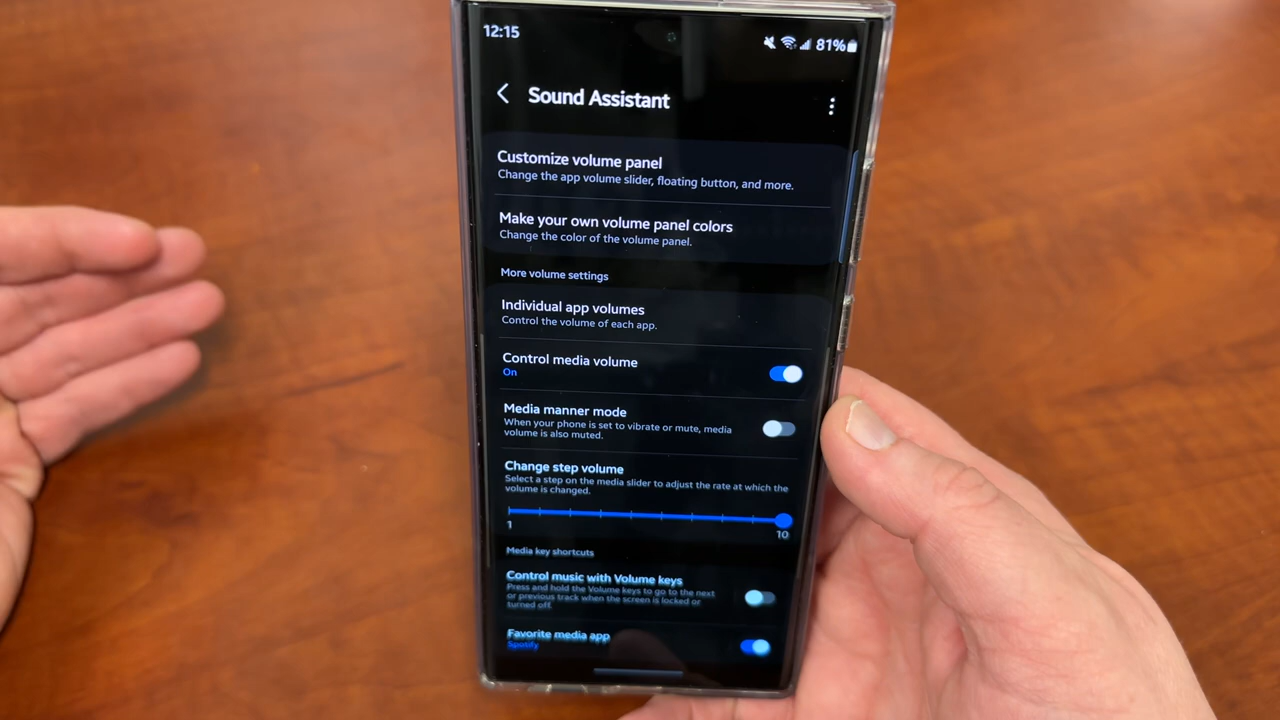 12:15
81%
Sound Assistant
Customize volume panel
Change the app volume slider, floating button, and more.
Make your own volume panel colors
Change the color of the volume panel.
More volume settings
Individual app volumes
Control the volume of each app.
Control media volume
On
Media manner mode
When your phone is set to vibrate or mute, media
volume is also muted.
Change step volume
Select a step on the media slider to adjust the rate at which the
volume is changed.
1
10
Media key shortcuts
Control music with Volume keys
Press and hold the Volume keys to go to the next
or previous track when the screen is locked or
turned off.
Favorite media app
Spotify